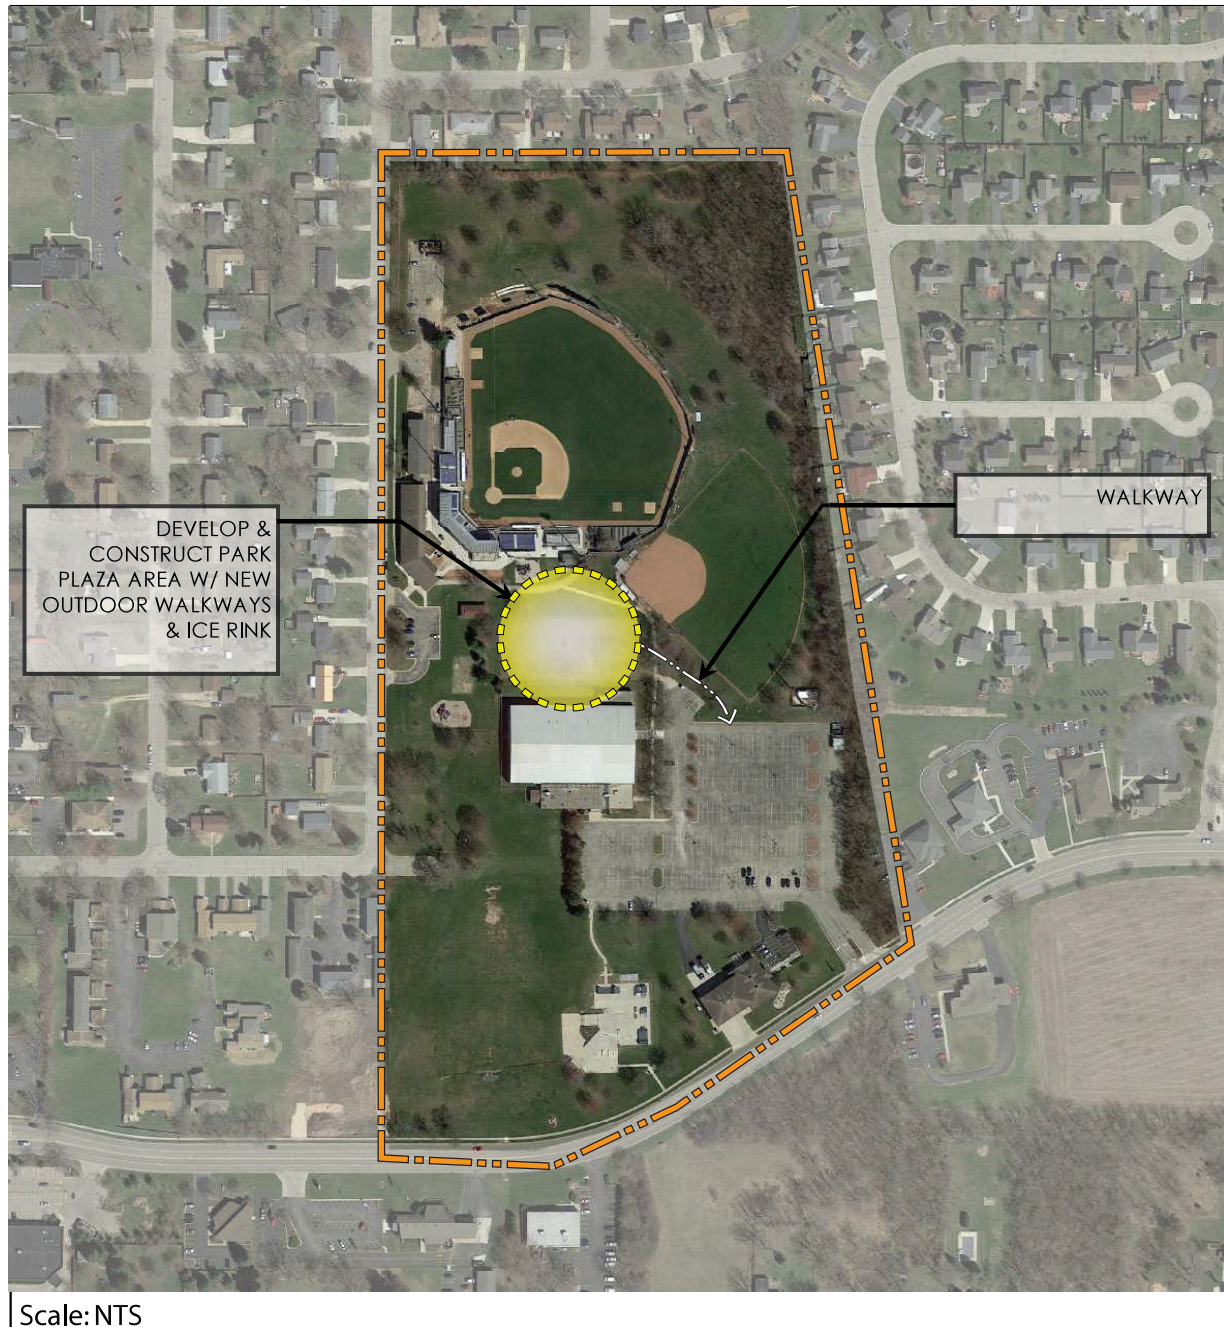 DEVELOP &
CONSTRUCT PARK
PLAZA AREA W/ NEW
OUTDOOR WALKWAYS
& ICE RINK
WALKWAY
Scale: NTS